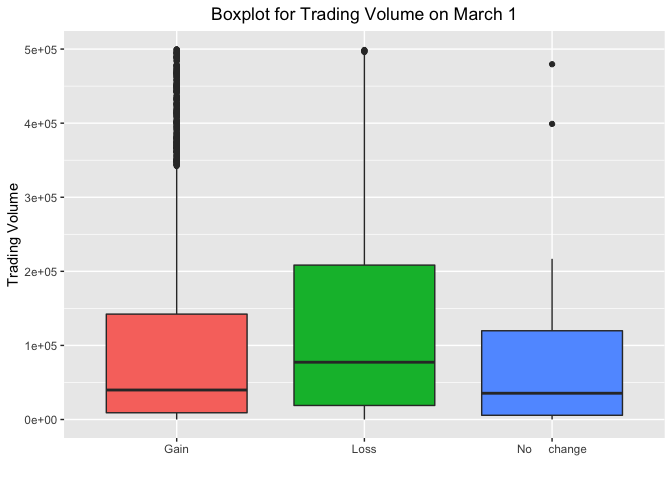 Boxplot for Trading Volume on March 1
Trading Volume
5e+05
4e+05
3e+05
2e+05
1e+05
0e+00
Gain
Loss
No change